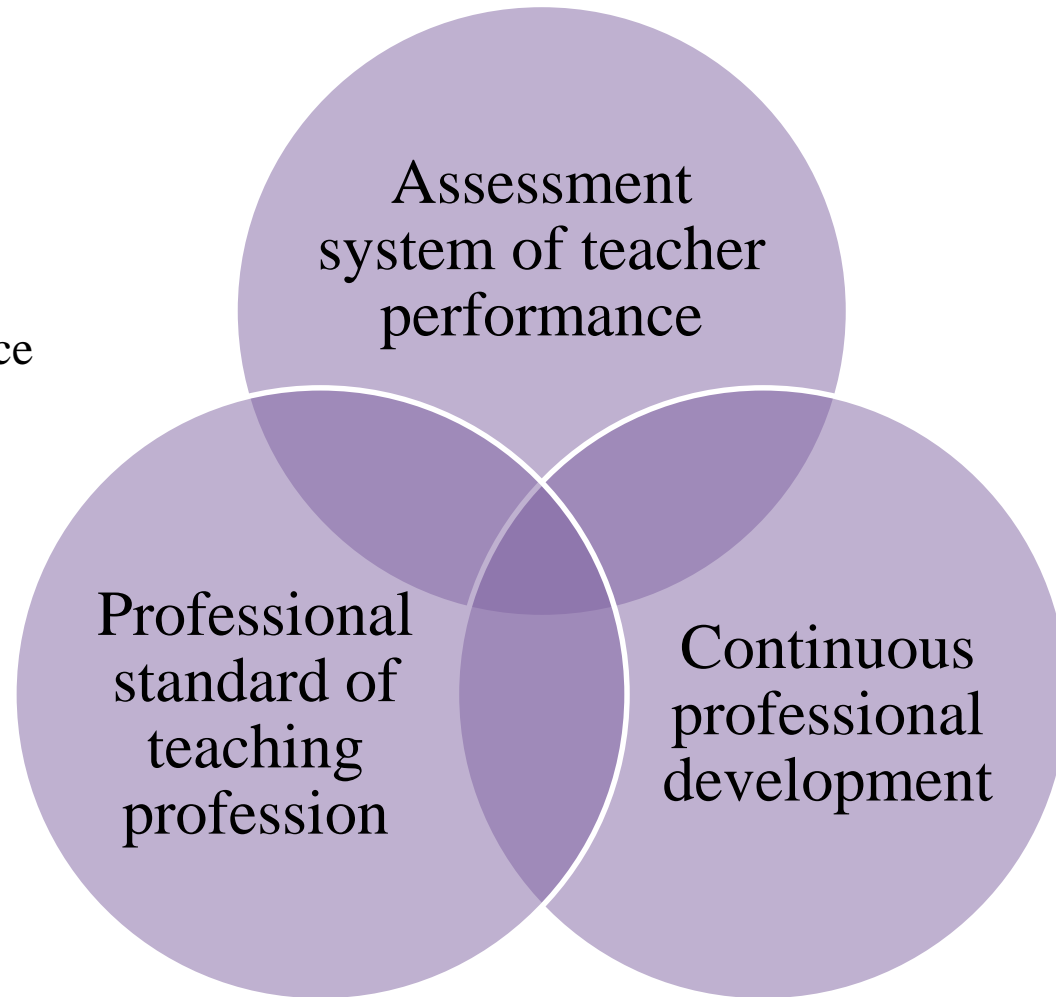 Assessment
system of teacher
performance
ce
Professional
standard of
teaching
profession
Continuous
professional
development